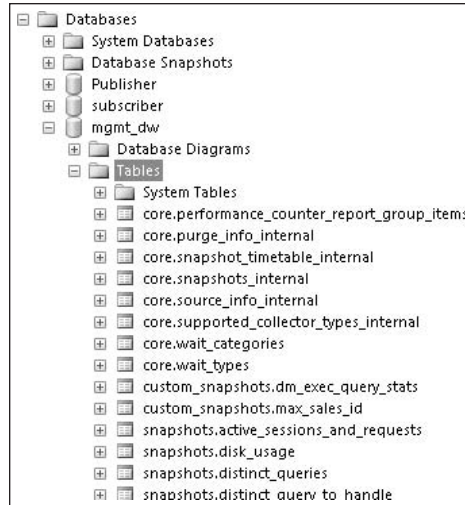 Databases
System Databases
Database Snapshots
Publisher
subscriber
mgmt_dw
Database Diagrams
Tables
System Tables
core.performance_counter_report_group_items
core.purge_info_internal
core.snapshot_timetable_internal
core.snapshots_internal
core.source_info_internal
core.supported_collector_types_internal
core.wait_categories
core.wait_types
custom_snapshots.dm_exec_query_stats
custom_snapshots.max_sales_id
snapshots.active_sessions_and_requests
snapshots.disk_usage
snapshots.distinct_queries
snapshots.distinct_query_to_handle